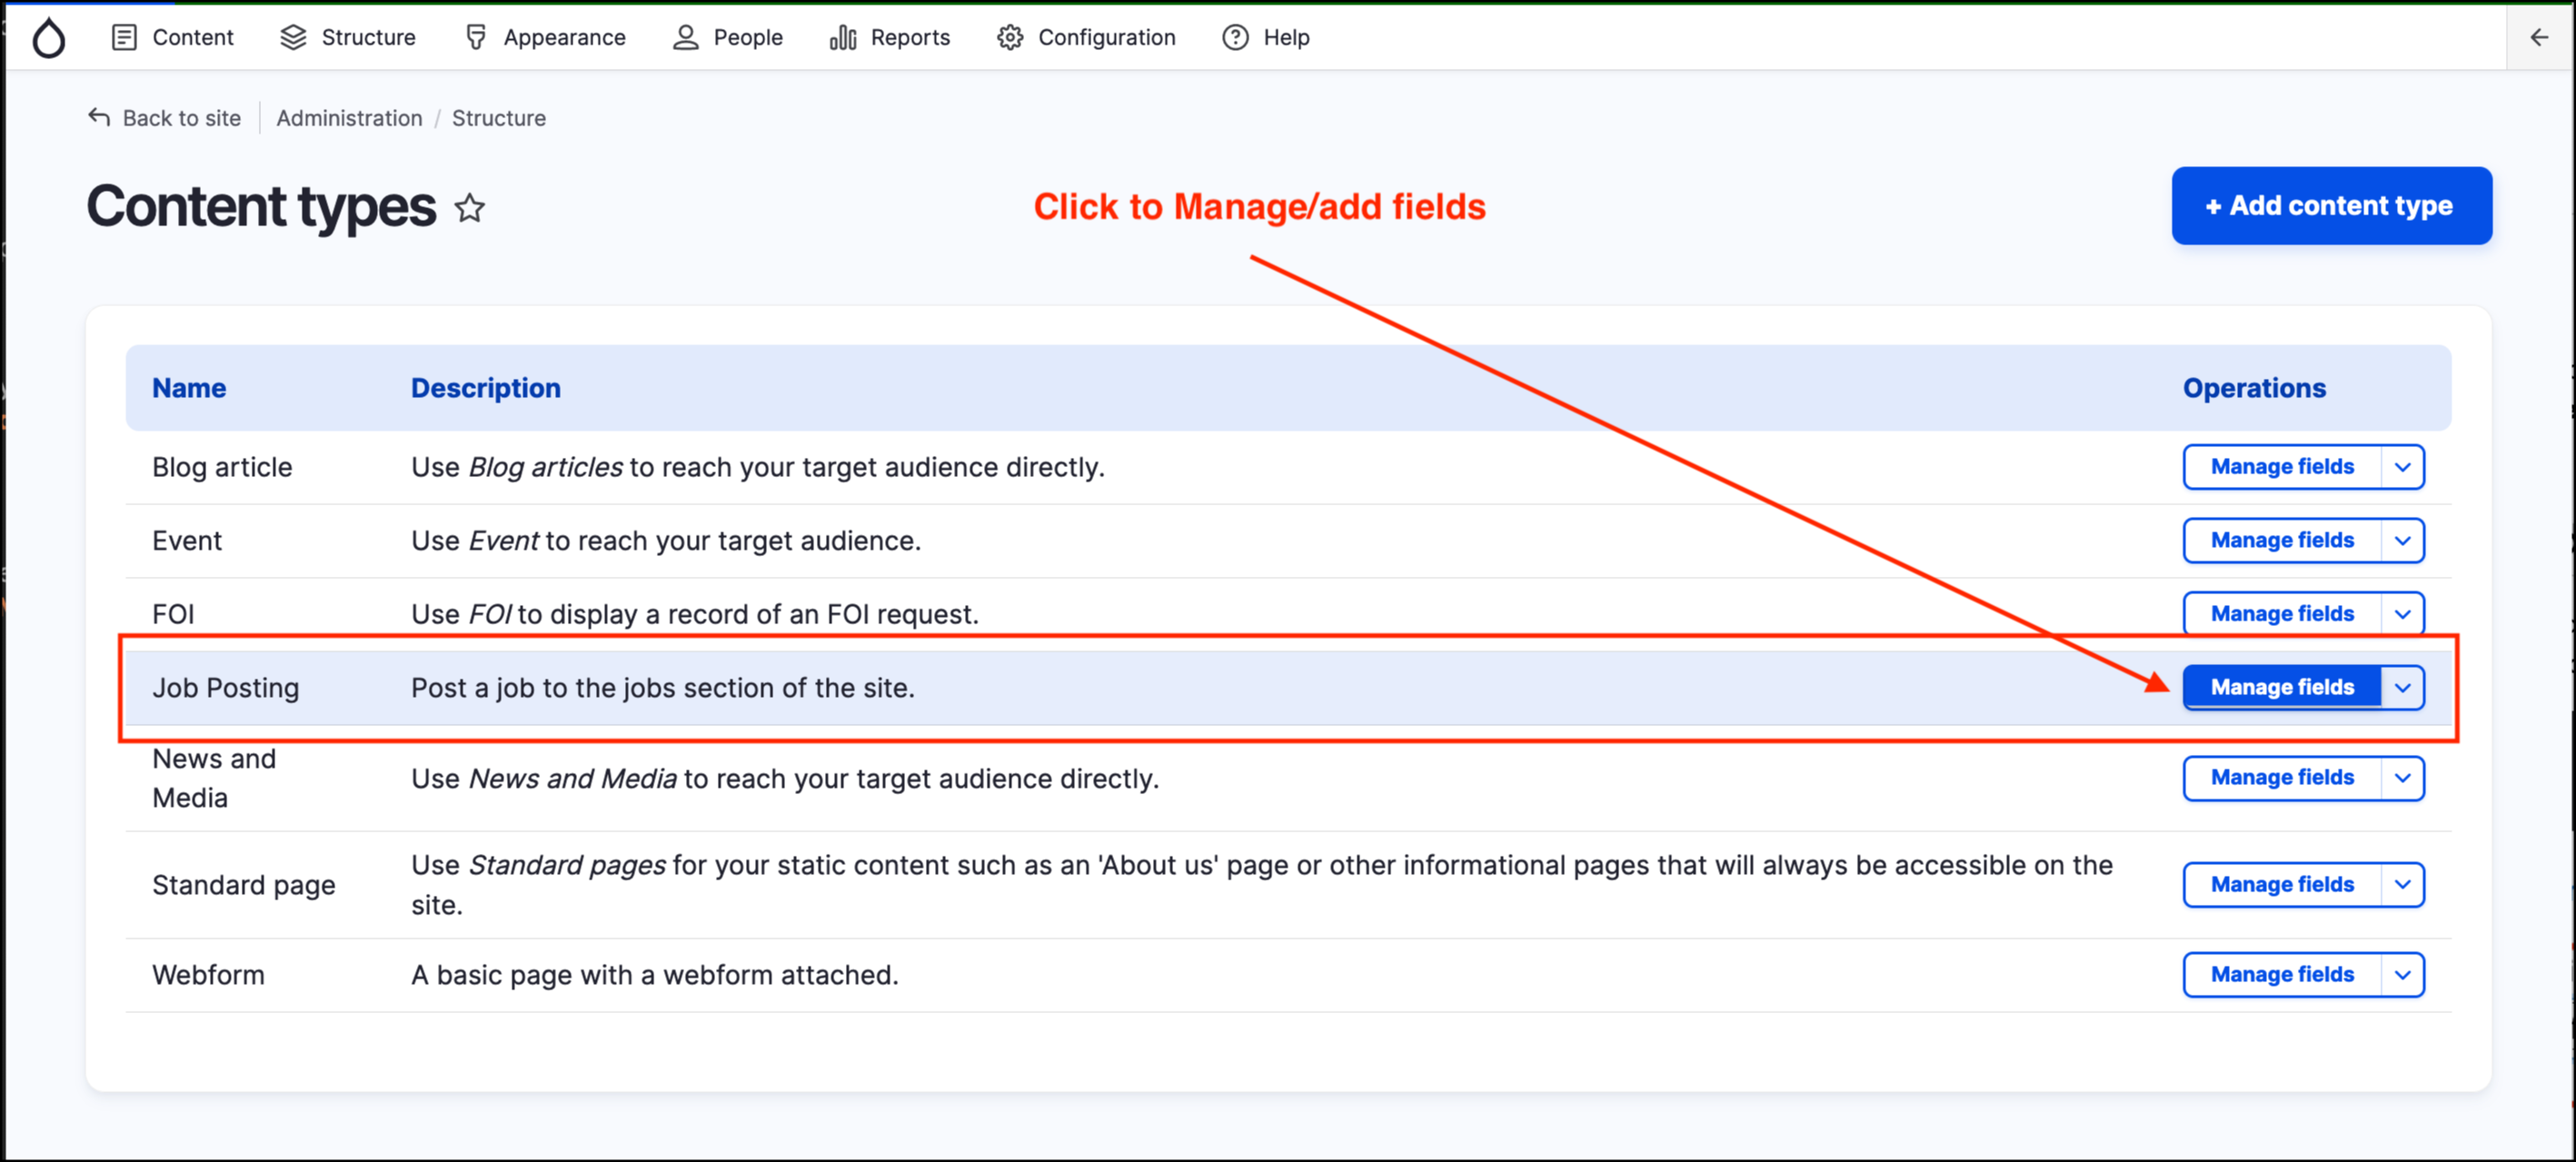 Content Structure Appearance People Reports Configuration Help
Back to site Administration / Structure
Content types
Click to Manage/add fields
+ Add content type
Name Description Operations
Blog article Use Blog articles to reach your target audience directly. Manage fields
Event Use Event to reach your target audience. Manage fields
FOI Use FOI to display a record of an FOI request. Manage fields
Job Posting Post a job to the jobs section of the site. Manage fields
News and
Media
Use News and Media to reach your target audience directly. Manage fields
Standard page
Use Standard pages for your static content such as an 'About us' page or other informational pages that will always be accessible on the
site.
Manage fields
Webform A basic page with a webform attached. Manage fields